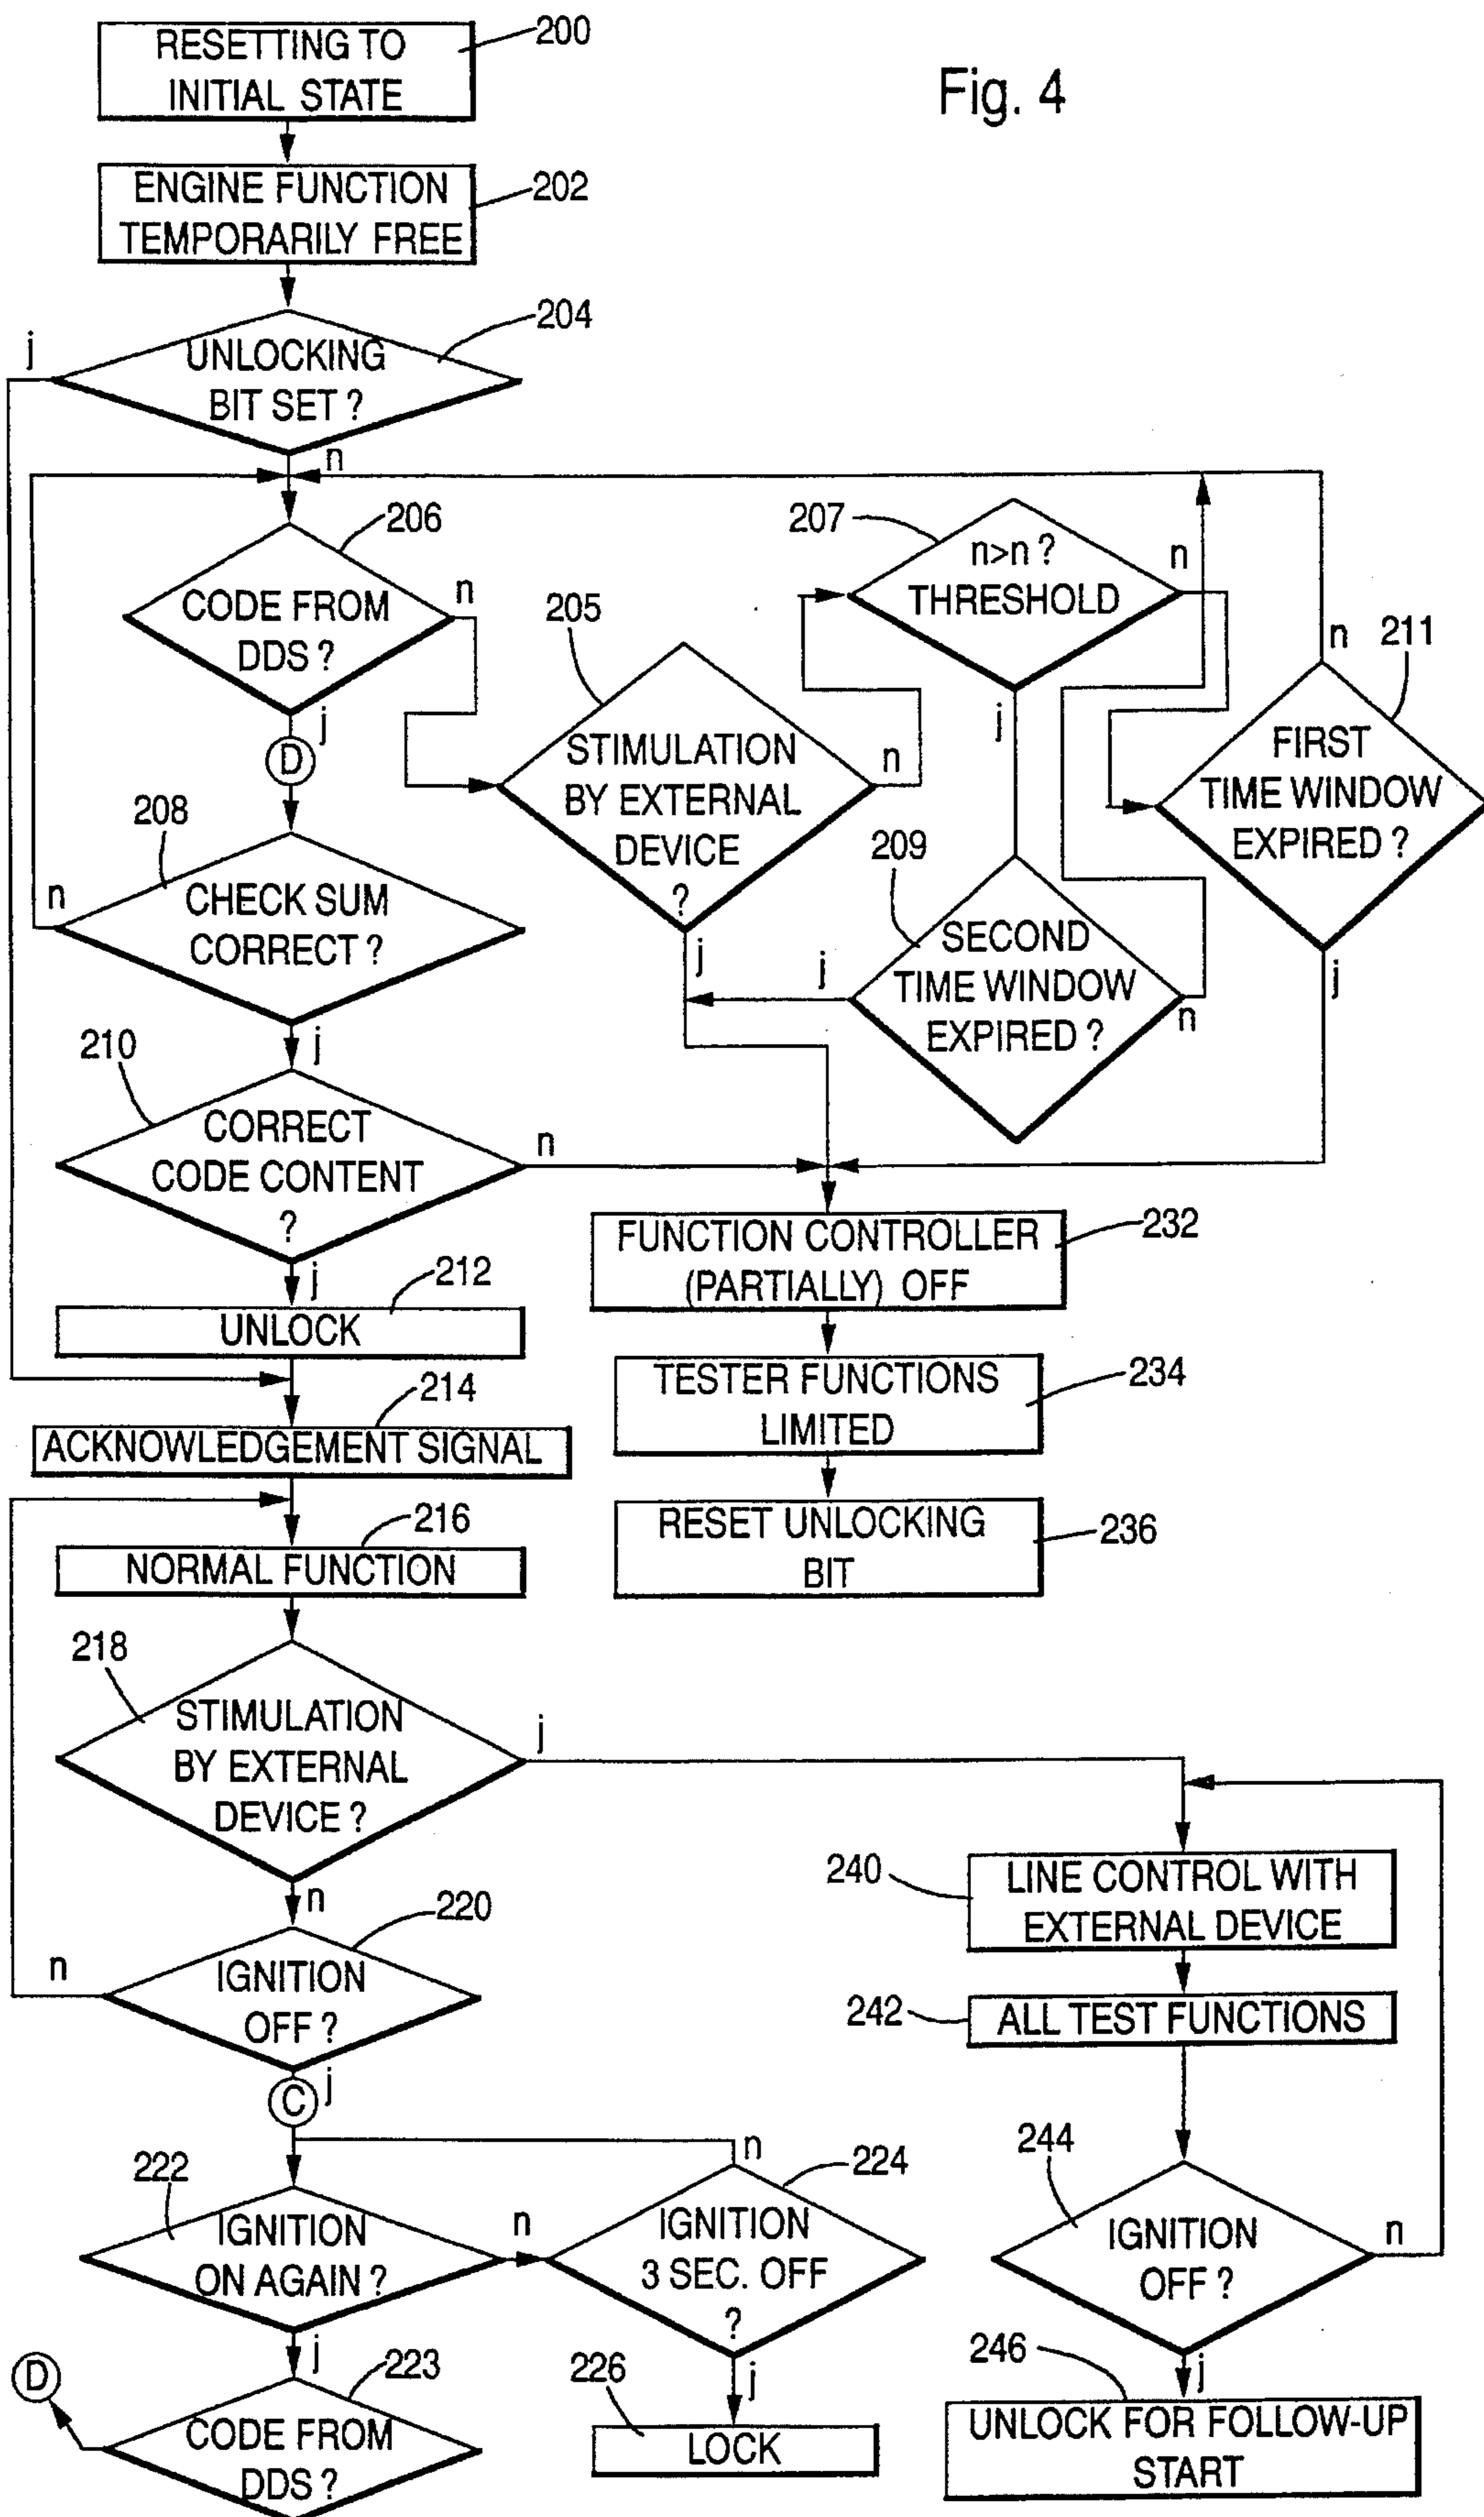 Fig. 4
200
RESETTING TO
INITIAL STATE
202
ENGINE FUNCTION
TEMPORARILY FREE
204
j
UNLOCKING
BIT SET ?
n
206
CODE FROM
DDS ?
n
j
D
205
STIMULATION
BY EXTERNAL
DEVICE
?
n
j
207
n>n ?
THRESHOLD
n
j
211
n
FIRST
TIME WINDOW
EXPIRED ?
j
209
SECOND
TIME WINDOW
EXPIRED ?
j
n
208
n
CHECK SUM
CORRECT ?
j
210
CORRECT
CODE CONTENT
?
n
j
212
UNLOCK
214
ACKNOWLEDGEMENT SIGNAL
216
NORMAL FUNCTION
232
FUNCTION CONTROLLER
(PARTIALLY) OFF
234
TESTER FUNCTIONS
LIMITED
236
RESET UNLOCKING
BIT
218
STIMULATION
BY EXTERNAL
DEVICE ?
j
n
220
n
IGNITION
OFF ?
j
C
222
IGNITION
ON AGAIN ?
n
j
224
n
IGNITION
3 SEC. OFF
?
j
226
LOCK
223
D
CODE FROM
DDS ?
240
LINE CONTROL WITH
EXTERNAL DEVICE
242
ALL TEST FUNCTIONS
244
IGNITION
OFF ?
n
j
246
UNLOCK FOR FOLLOW-UP
START